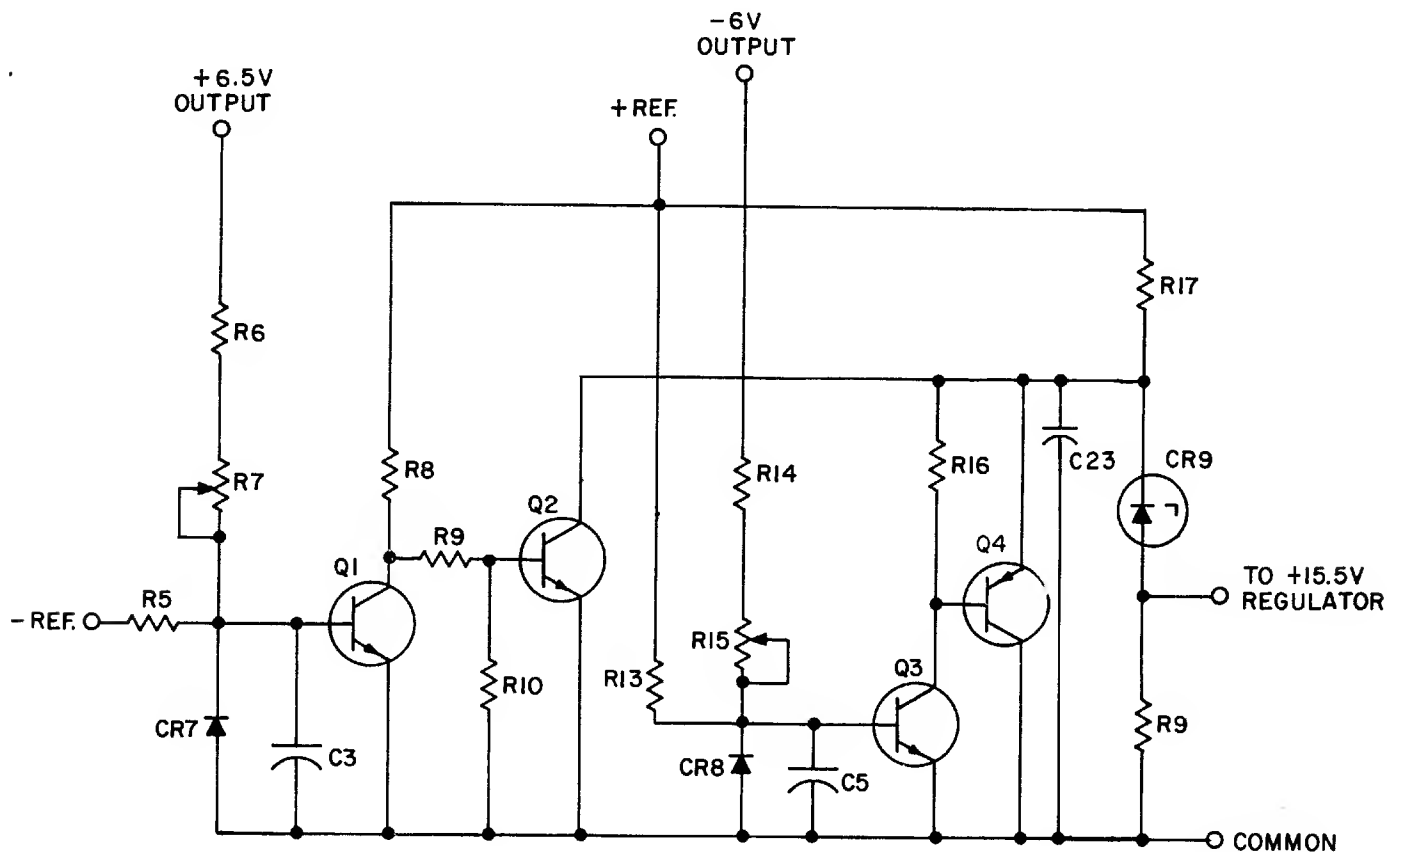 −6V
OUTPUT
+6.5V
OUTPUT
+REF.
R17
R6
R7
R8
R14
R16
C23
CR9
Q2
R9
Q4
Q1
R5
−REF.
TO +15.5V
REGULATOR
R15
R13
R10
Q3
CR7
C3
CR8
C5
R9
COMMON